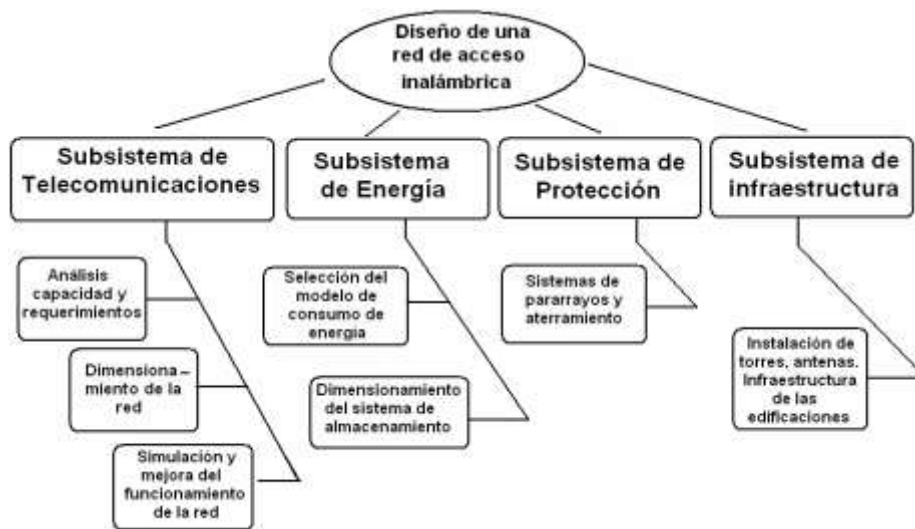 Diseño de una
red de acceso
inalámbrica
Subsistema de
Telecomunicaciones
Subsistema
de Energía
Subsistema de
Protección
Subsistema de
infraestructura
Análisis
capacidad y
requerimientos
Dimensiona –
miento de la
red
Simulación y
mejora del
funcionamiento
de la red
Selección del
modelo de
consumo de
energía
Dimensionamiento
del sistema de
almacenamiento
Sistemas de
pararrayos y
aterramiento
Instalación de
torres, antenas.
Infraestructura
de las
edificaciones